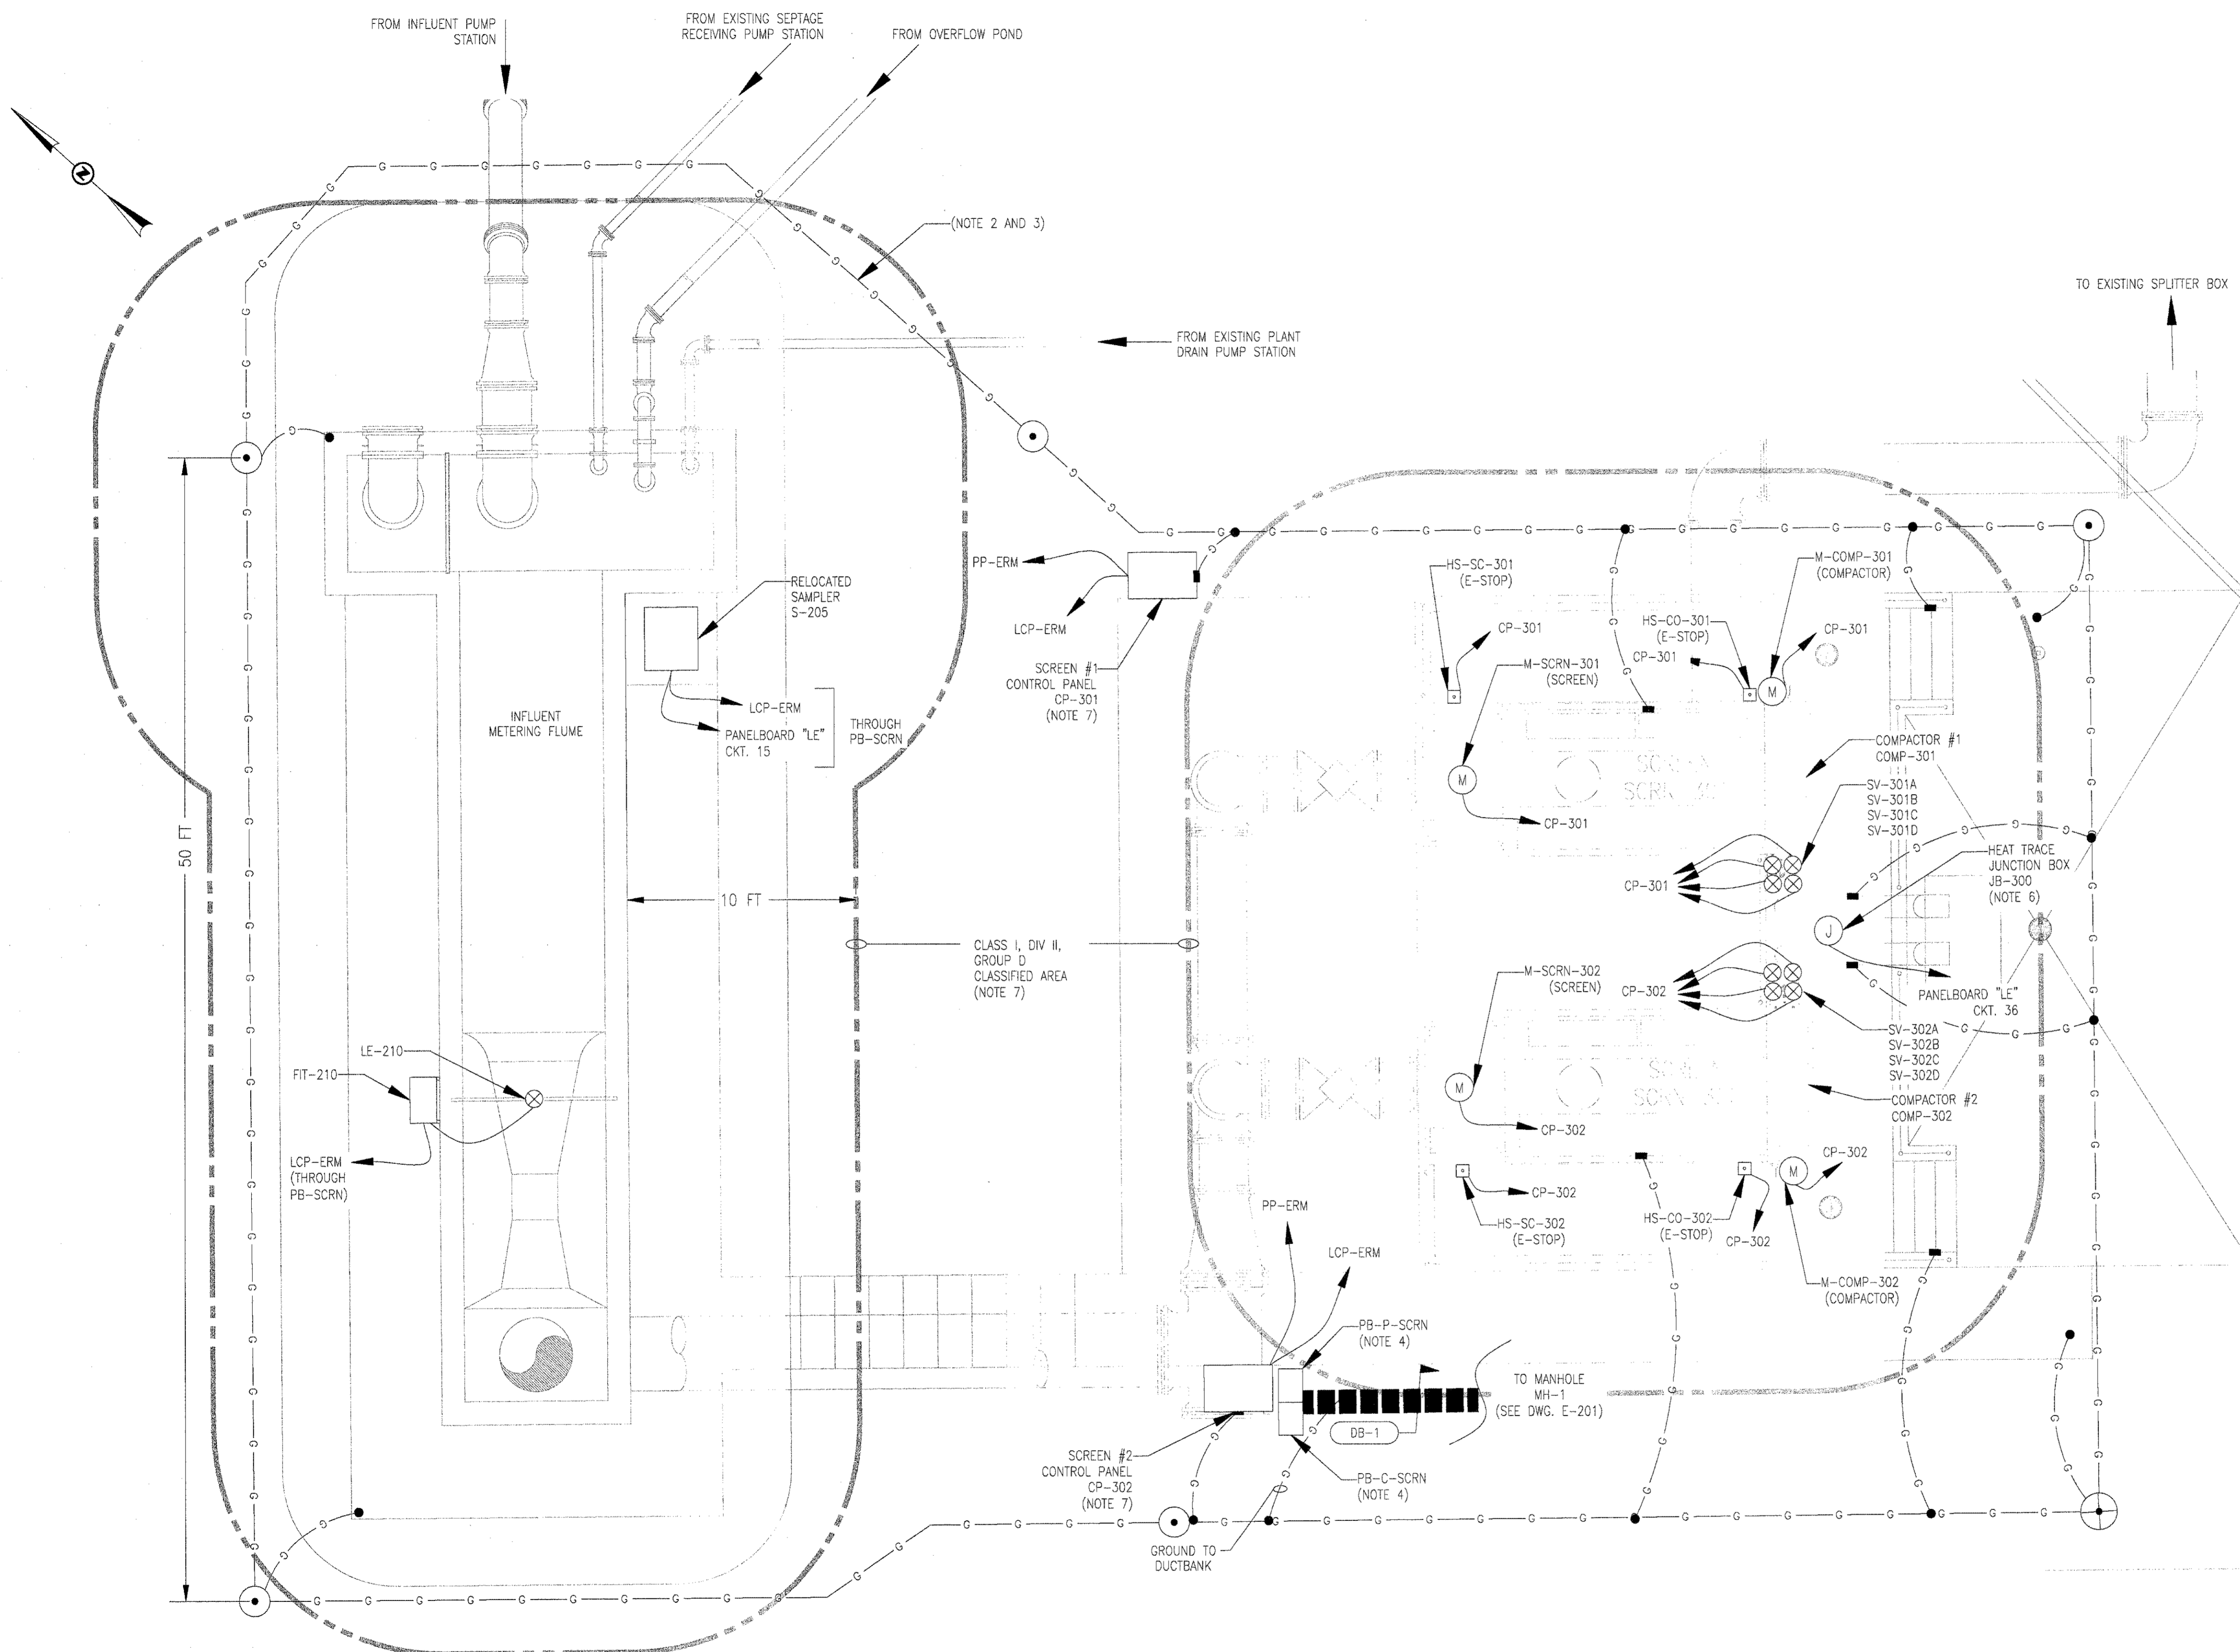 FROM INFLUENT PUMP
STATION
FROM EXISTING SEPTAGE
RECEIVING PUMP STATION
FROM OVERFLOW POND
N
(NOTE 2 AND 3)
TO EXISTING SPLITTER BOX
FROM EXISTING PLANT
DRAIN PUMP STATION
RELOCATED
SAMPLER
S-205
LCP-ERM
PANELBOARD "LE"
CKT. 15
THROUGH
PB-SCRN
INFLUENT
METERING FLUME
50 FT
10 FT
CLASS I, DIV II,
GROUP D
CLASSIFIED AREA
(NOTE 7)
LE-210
FIT-210
LCP-ERM
(THROUGH
PB-SCRN)
PP-ERM
LCP-ERM
SCREEN #1
CONTROL PANEL
CP-301
(NOTE 7)
HS-SC-301
(E-STOP)
CP-301
M-SCRN-301
(SCREEN)
M
CP-301
HS-CO-301
(E-STOP)
CP-301
M-COMP-301
(COMPACTOR)
CP-301
M
COMPACTOR #1
COMP-301
SV-301A
SV-301B
SV-301C
SV-301D
CP-301
HEAT TRACE
JUNCTION BOX
JB-300
(NOTE 6)
J
PANELBOARD "LE"
CKT. 36
M-SCRN-302
(SCREEN)
CP-302
M
CP-302
SV-302A
SV-302B
SV-302C
SV-302D
COMPACTOR #2
COMP-302
CP-302
HS-SC-302
(E-STOP)
HS-CO-302
(E-STOP)
CP-302
CP-302
M
M-COMP-302
(COMPACTOR)
PP-ERM
LCP-ERM
PB-P-SCRN
(NOTE 4)
TO MANHOLE
MH-1
(SEE DWG. E-201)
DB-1
SCREEN #2
CONTROL PANEL
CP-302
(NOTE 7)
PB-C-SCRN
(NOTE 4)
GROUND TO
DUCTBANK